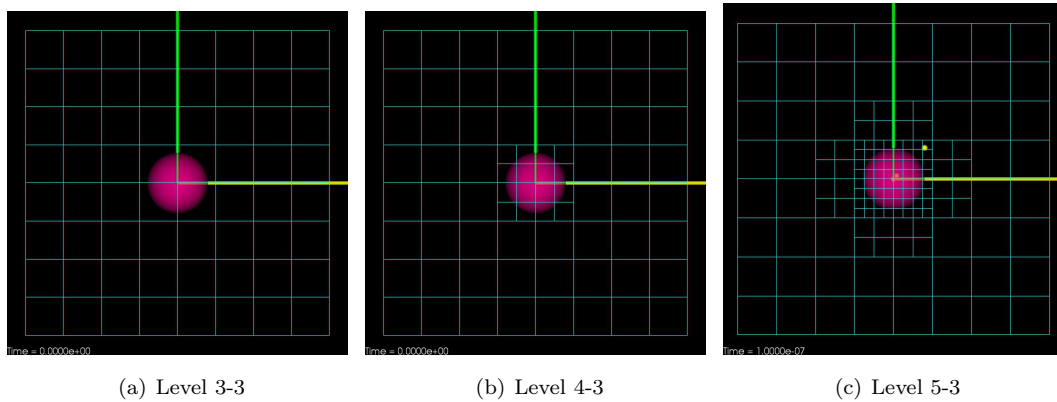 Time = 0.0000e+00
Time = 0.0000e+00
Time = 1.0000e-07
(a) Level 3-3
(b) Level 4-3
(c) Level 5-3